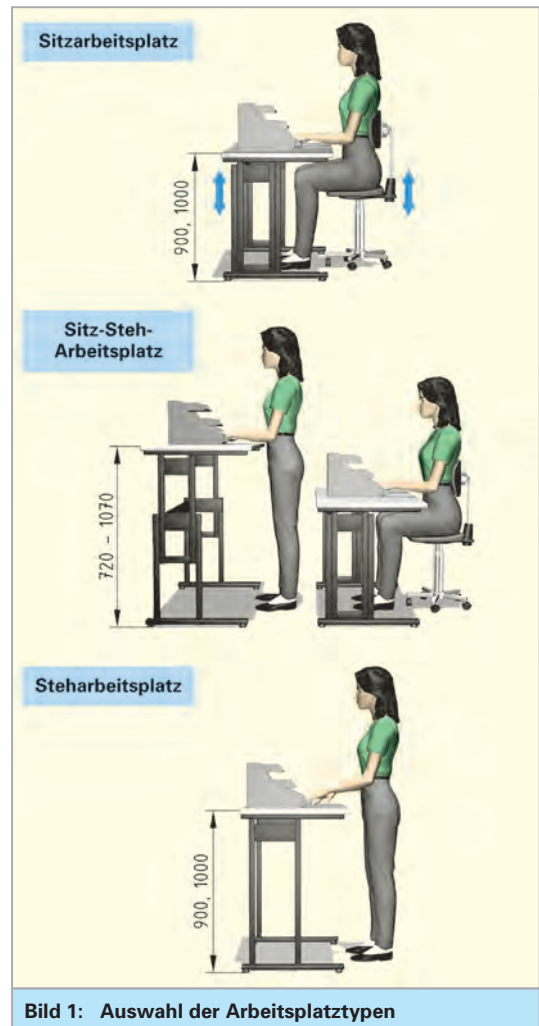 Sitzarbeitsplatz
900, 1000
Sitz-Steh-
Arbeitsplatz
720 – 1070
Steharbeitsplatz
900, 1000
Bild 1: Auswahl der Arbeitsplatztypen